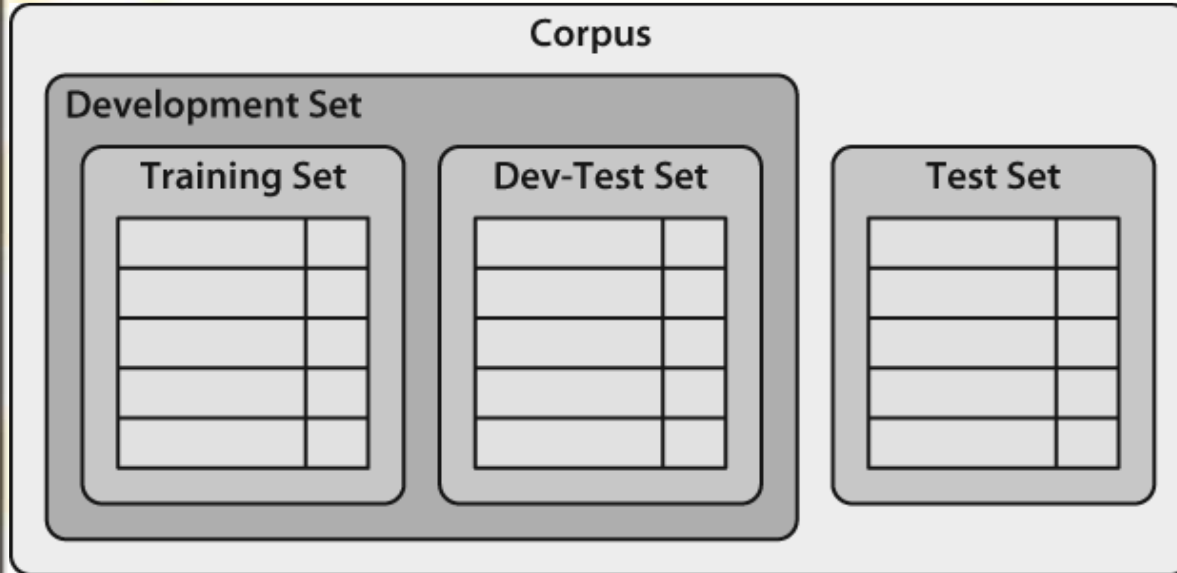 Corpus
Development Set
Training Set
Dev-Test Set
Test Set